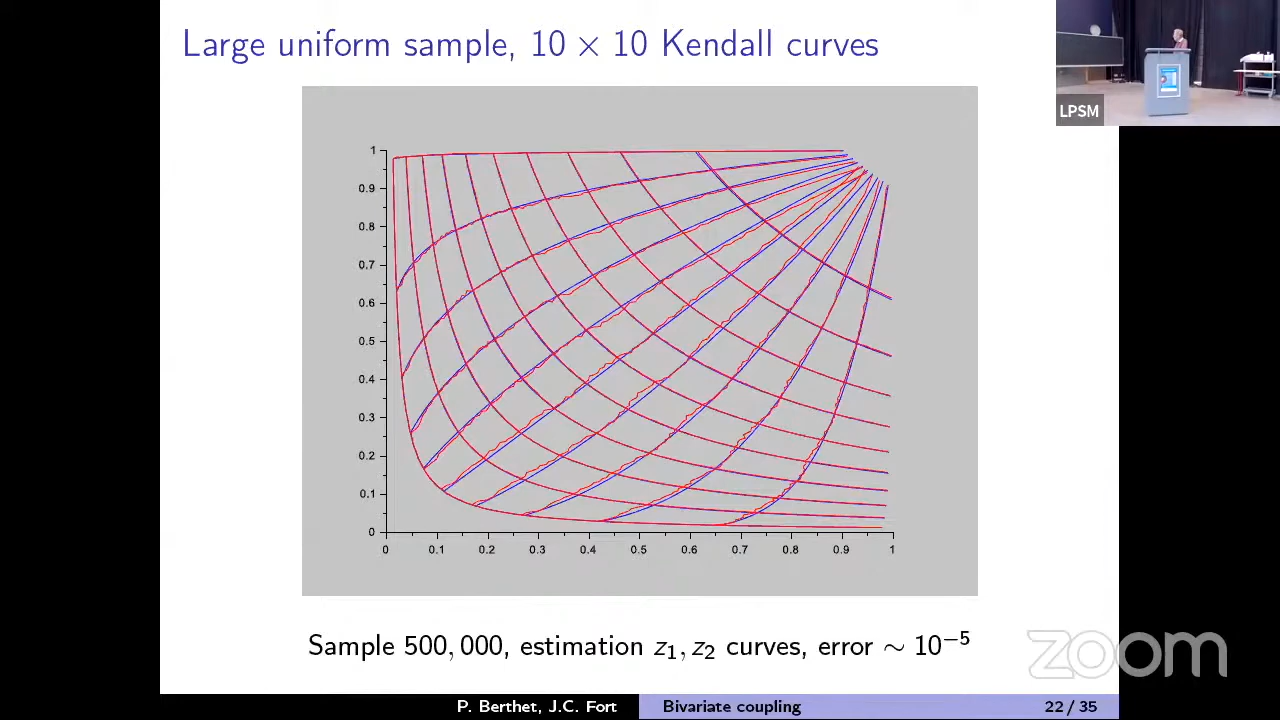 Large uniform sample, 10 × 10 Kendall curves
LPSM
1
0.9
0.8
0.7
0.6
0.5
0.4
0.3
0.2
0.1
0
0 0.1 0.2 0.3 0.4 0.5 0.6 0.7 0.8 0.9 1
Sample 500,000, estimation z₁, z₂ curves, error ∼ 10⁻⁵
zoom
P. Berthet, J.C. Fort Bivariate coupling 22 / 35